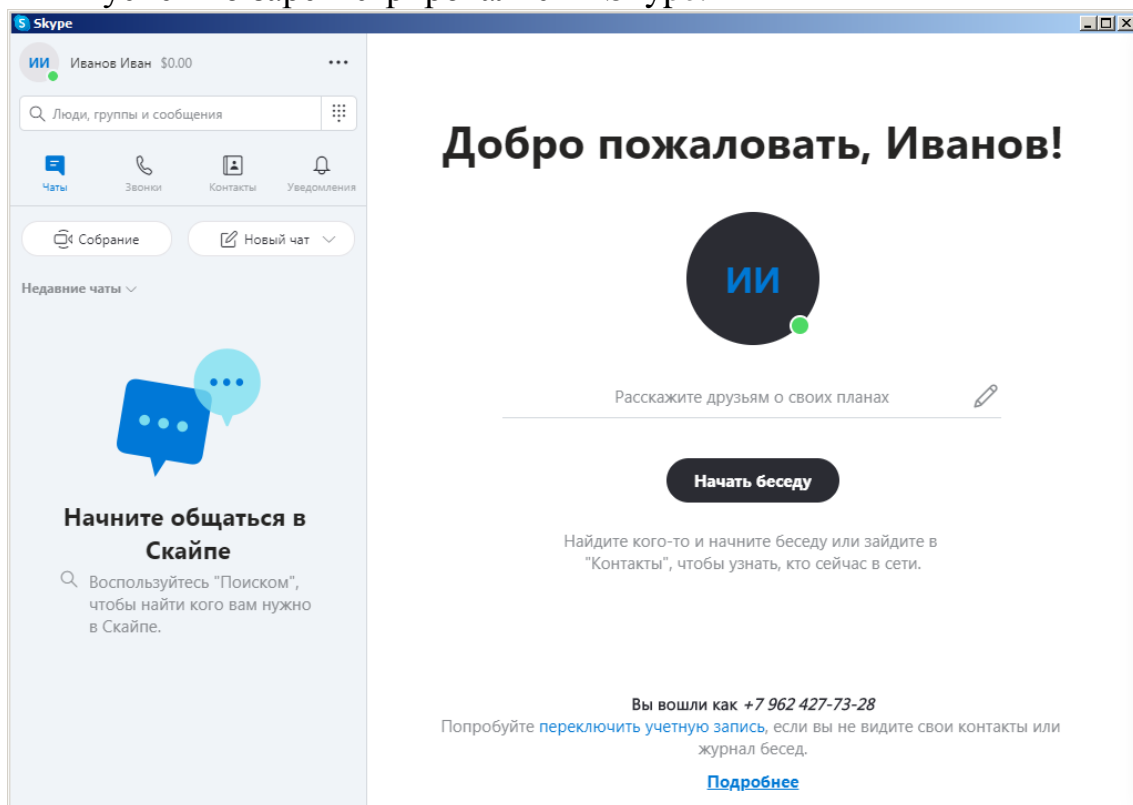 Skype
ИИ Иванов Иван $0.00
Люди, группы и сообщения
Чаты Звонки Контакты Уведомления
Собрание Новый чат
Недавние чаты
Начните общаться в
Скайпе
Воспользуйтесь "Поиском",
чтобы найти кого вам нужно
в Скайпе.
Добро пожаловать, Иванов!
ИИ
Расскажите друзьям о своих планах
Начать беседу
Найдите кого-то и начните беседу или зайдите в
"Контакты", чтобы узнать, кто сейчас в сети.
Вы вошли как +7 962 427-73-28
Попробуйте переключить учетную запись, если вы не видите свои контакты или
журнал бесед.
Подробнее